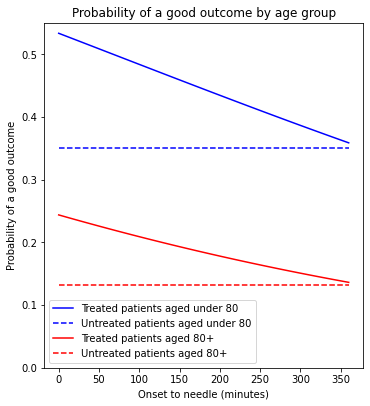 Probability of a good outcome by age group
Probability of a good outcome
0.5
0.4
0.3
0.2
0.1
0.0
Treated patients aged under 80
Untreated patients aged under 80
Treated patients aged 80+
Untreated patients aged 80+
0 50 100 150 200 250 300 350
Onset to needle (minutes)